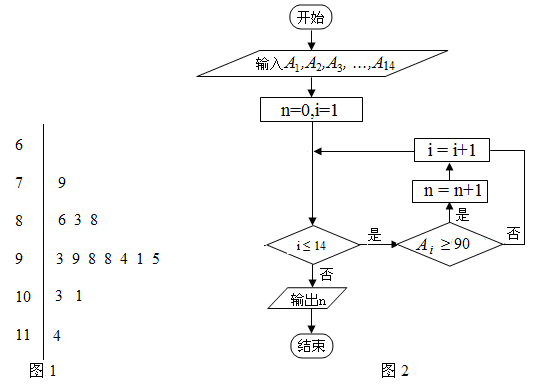 开始
输入A1,A2,A3, …,A14
n=0,i=1
i = i+1
n = n+1
是
i ≤ 14
是
Ai ≥90
否
否
输出n
结束
图 2
6
7 9
8 6 3 8
9 3 9 8 8 4 1 5
10 3 1
11 4
图 1